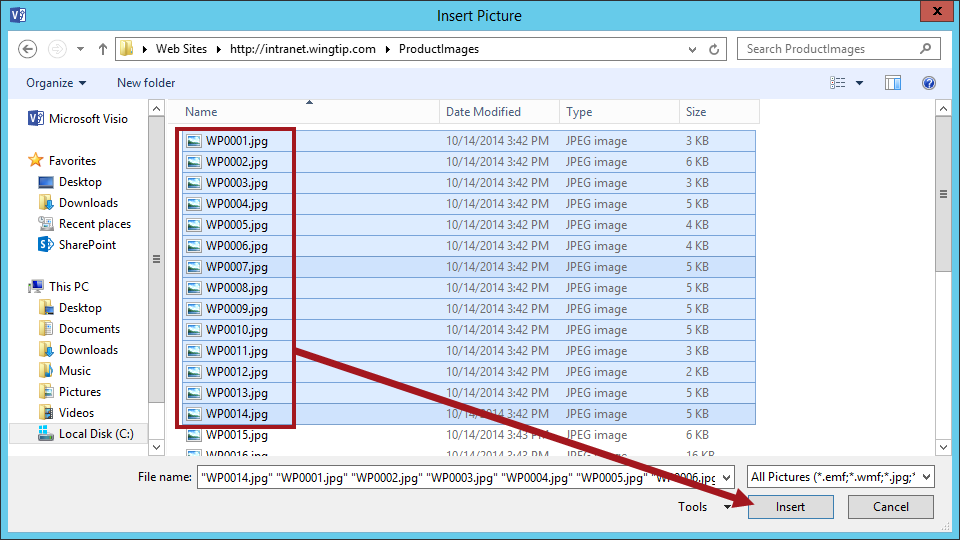 Insert Picture
Web Sites http://intranet.wingtip.com ProductImages Search ProductImages
Organize New folder
Name Date Modified Type Size
Microsoft Visio
Favorites
Desktop
Downloads
Recent places
SharePoint
This PC
Desktop
Documents
Downloads
Music
Pictures
Videos
Local Disk (C:)
WP0001.jpg 10/14/2014 3:42 PM JPEG image 3 KB
WP0002.jpg 10/14/2014 3:42 PM JPEG image 6 KB
WP0003.jpg 10/14/2014 3:42 PM JPEG image 3 KB
WP0004.jpg 10/14/2014 3:42 PM JPEG image 5 KB
WP0005.jpg 10/14/2014 3:42 PM JPEG image 4 KB
WP0006.jpg 10/14/2014 3:42 PM JPEG image 4 KB
WP0007.jpg 10/14/2014 3:42 PM JPEG image 5 KB
WP0008.jpg 10/14/2014 3:42 PM JPEG image 5 KB
WP0009.jpg 10/14/2014 3:42 PM JPEG image 5 KB
WP0010.jpg 10/14/2014 3:42 PM JPEG image 5 KB
WP0011.jpg 10/14/2014 3:42 PM JPEG image 3 KB
WP0012.jpg 10/14/2014 3:42 PM JPEG image 2 KB
WP0013.jpg 10/14/2014 3:42 PM JPEG image 5 KB
WP0014.jpg 10/14/2014 3:42 PM JPEG image 5 KB
WP0015.jpg 10/14/2014 3:43 PM JPEG image 6 KB
WP0016.jpg 10/14/2014 3:43 PM JPEG image 16 KB
File name: "WP0014.jpg" "WP0001.jpg" "WP0002.jpg" "WP0003.jpg" "WP0004.jpg" "WP0005.jpg" "WP0006.jpg All Pictures (*.emf;*.wmf;*.jpg;*
Tools Insert Cancel